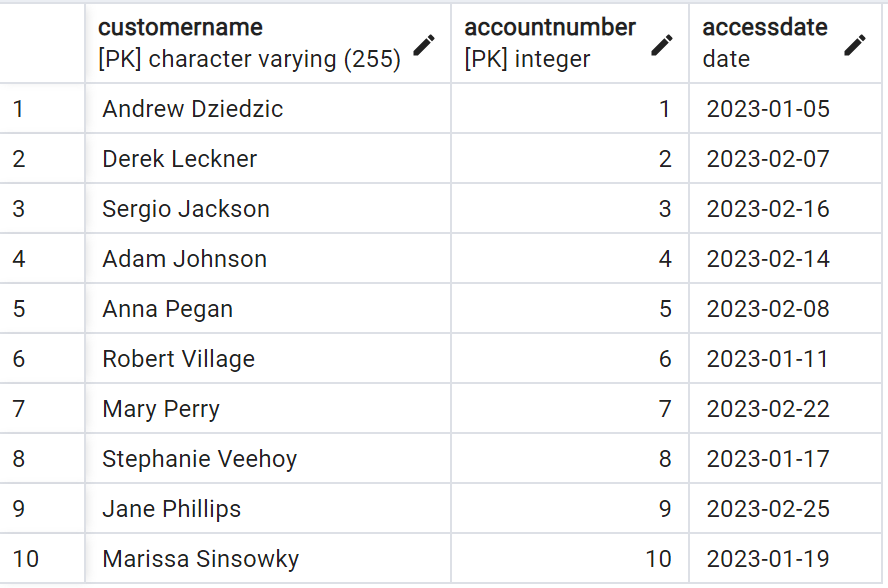 customername accountnumber accessdate
[PK] character varying (255) [PK] integer date
1 Andrew Dziedzic 1 2023-01-05
2 Derek Leckner 2 2023-02-07
3 Sergio Jackson 3 2023-02-16
4 Adam Johnson 4 2023-02-14
5 Anna Pegan 5 2023-02-08
6 Robert Village 6 2023-01-11
7 Mary Perry 7 2023-02-22
8 Stephanie Veehoy 8 2023-01-17
9 Jane Phillips 9 2023-02-25
10 Marissa Sinsowky 10 2023-01-19